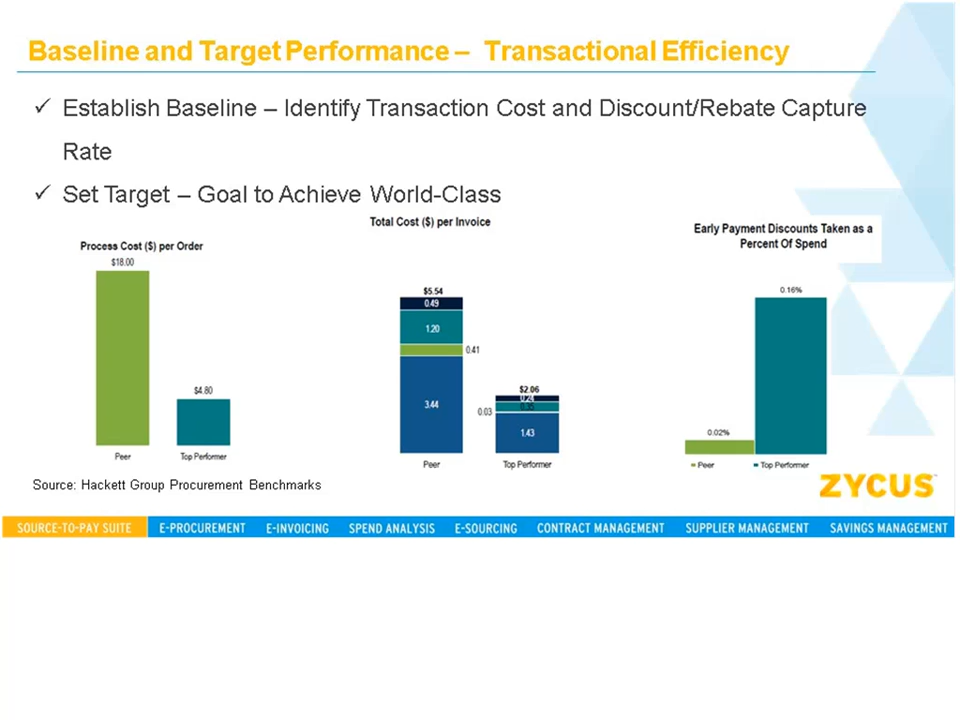 Baseline and Target Performance – Transactional Efficiency
✓ Establish Baseline – Identify Transaction Cost and Discount/Rebate Capture
Rate
✓ Set Target – Goal to Achieve World-Class
Process Cost ($) per Order
$18.00
$4.80
Peer
Top Performer
Total Cost ($) per Invoice
$5.54
0.49
1.20
0.41
3.44
$2.06
0.24
0.03
1.43
Peer
Top Performer
Early Payment Discounts Taken as a
Percent Of Spend
0.16%
0.02%
Peer
Top Performer
Source: Hackett Group Procurement Benchmarks
ZYCUS™
SOURCE-TO-PAY SUITE E-PROCUREMENT E-INVOICING SPEND ANALYSIS E-SOURCING CONTRACT MANAGEMENT SUPPLIER MANAGEMENT SAVINGS MANAGEMENT